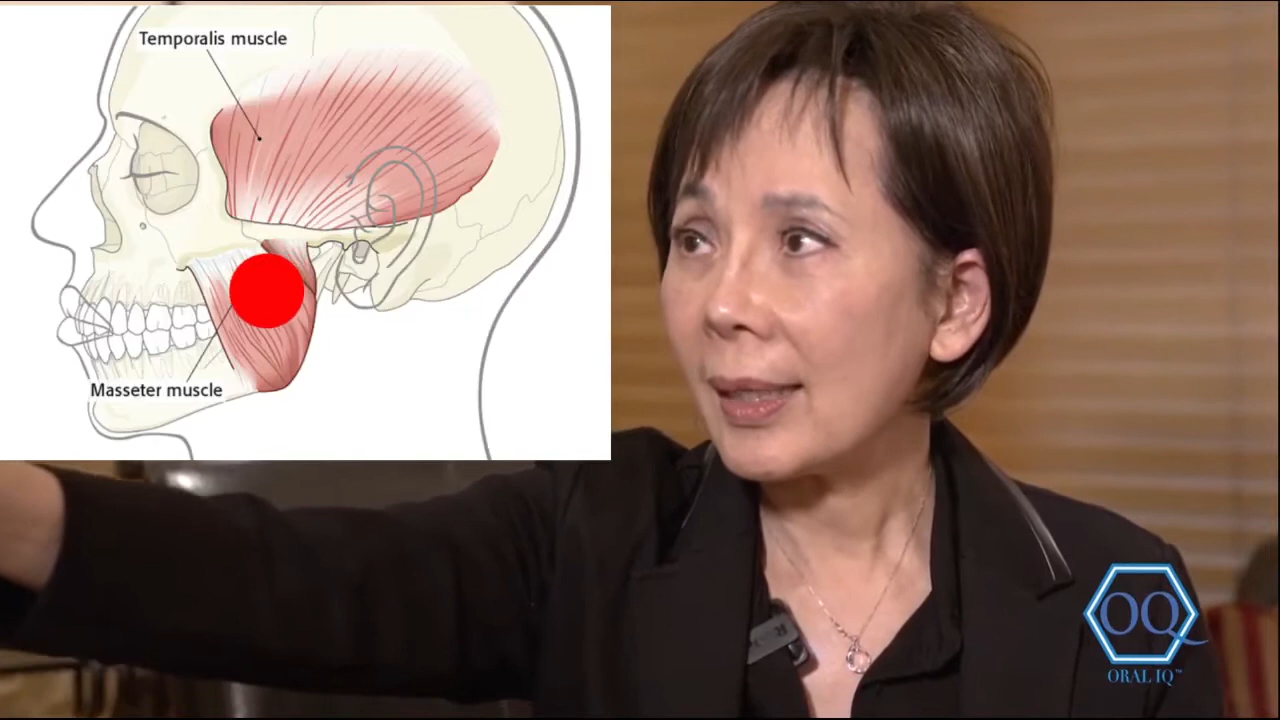 Temporalis muscle
Masseter muscle
R
OQ
ORAL IQ™